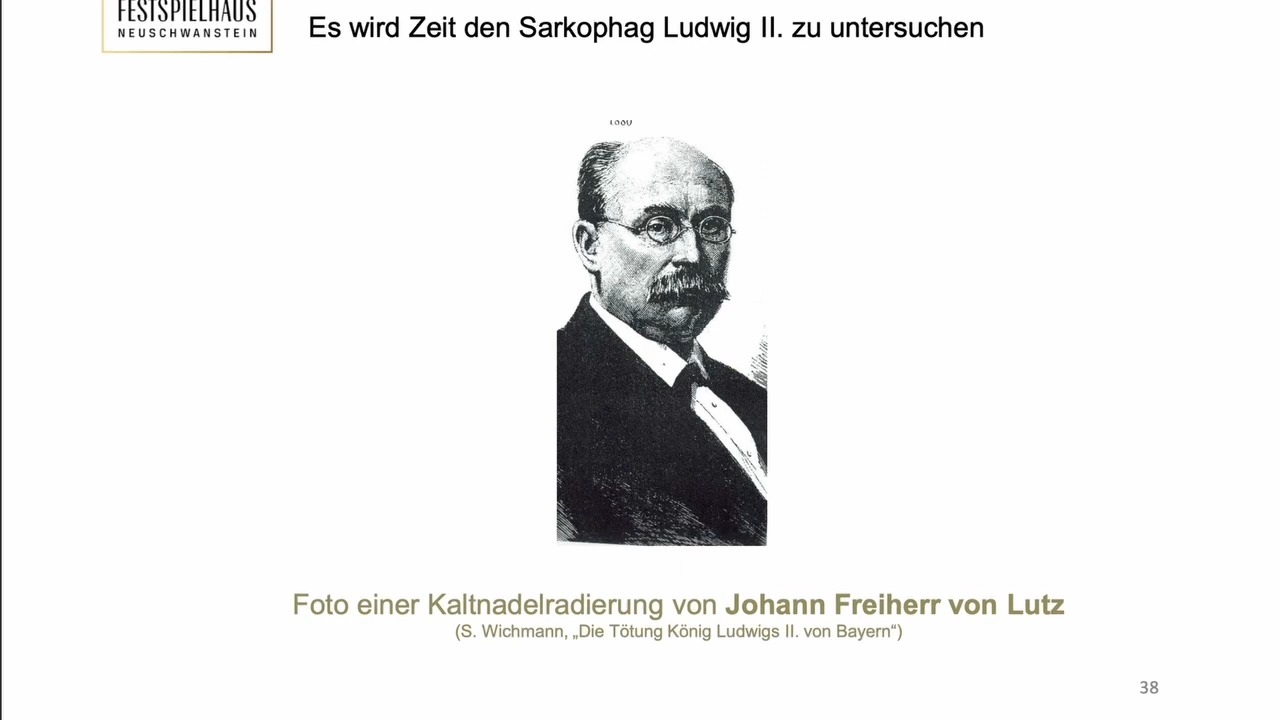 FESTSPIELHAUS
NEUSCHWANSTEIN
Es wird Zeit den Sarkophag Ludwig II. zu untersuchen
Foto einer Kaltnadelradierung von Johann Freiherr von Lutz
(S. Wichmann, „Die Tötung König Ludwigs II. von Bayern“)
38